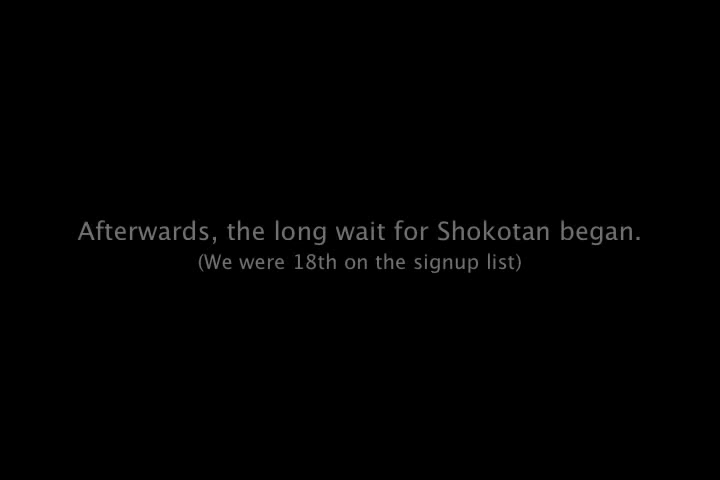 Afterwards, the long wait for Shokotan began.
(We were 18th on the signup list)